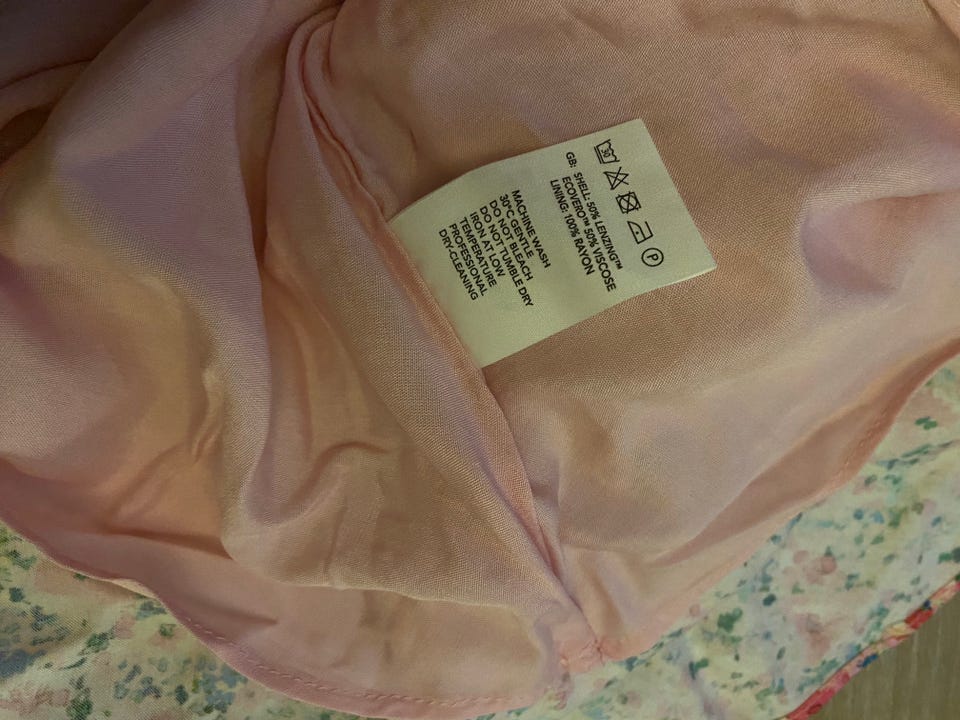 30 P
GB: SHELL: 50% LENZING™
ECOVERO™ 50% VISCOSE
LINING: 100% RAYON
MACHINE WASH
30°C GENTLE
DO NOT BLEACH
DO NOT TUMBLE DRY
IRON AT LOW
TEMPERATURE
PROFESSIONAL
DRY-CLEANING